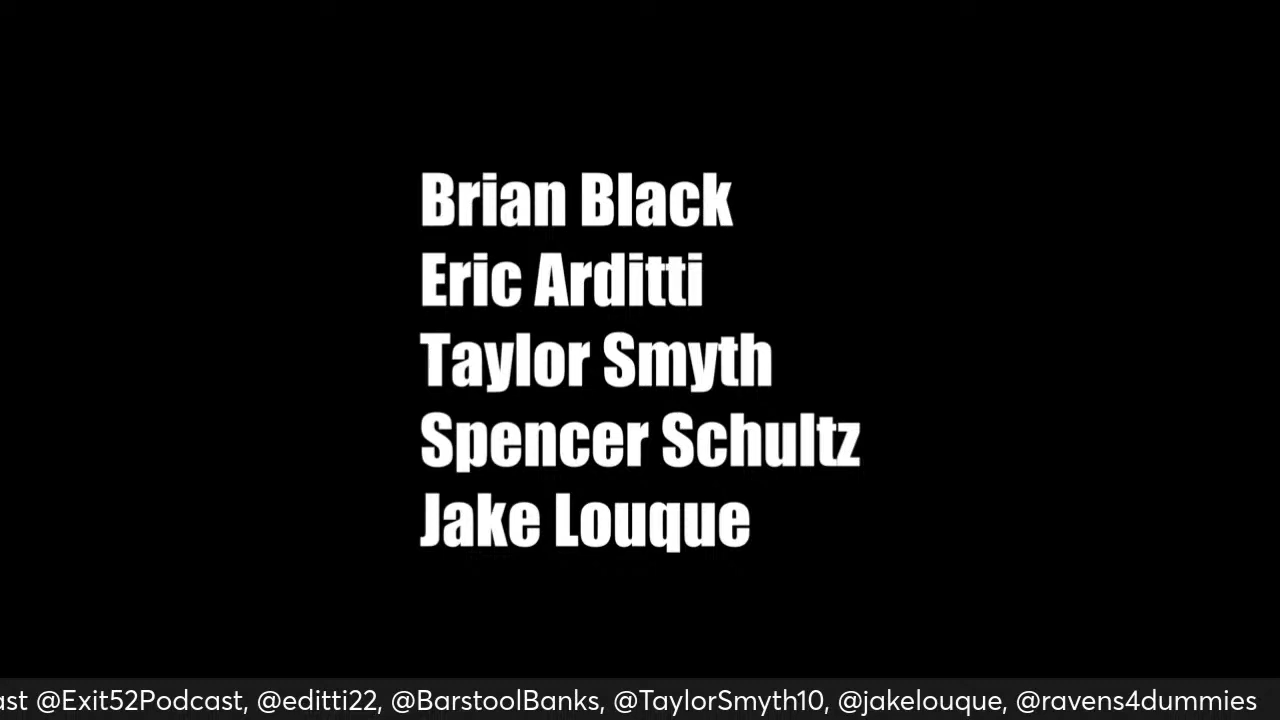 Brian Black
Eric Arditti
Taylor Smyth
Spencer Schultz
Jake Louque
@Exit52Podcast, @editti22, @BarstoolBanks, @TaylorSmyth10, @jakelouque, @ravens4dummies